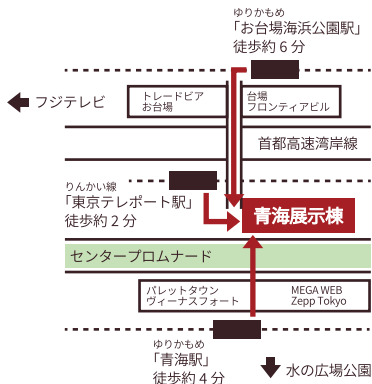 ゆりかもめ
「お台場海浜公園駅」
徒歩約 6 分
フジテレビ
トレードピア
お台場
台場
フロンティアビル
首都高速湾岸線
りんかい線
「東京テレポート駅」
徒歩約 2 分
青海展示棟
センタープロムナード
パレットタウン
ヴィーナスフォート
MEGA WEB
Zepp Tokyo
ゆりかもめ
「青海駅」
徒歩約 4 分
水の広場公園